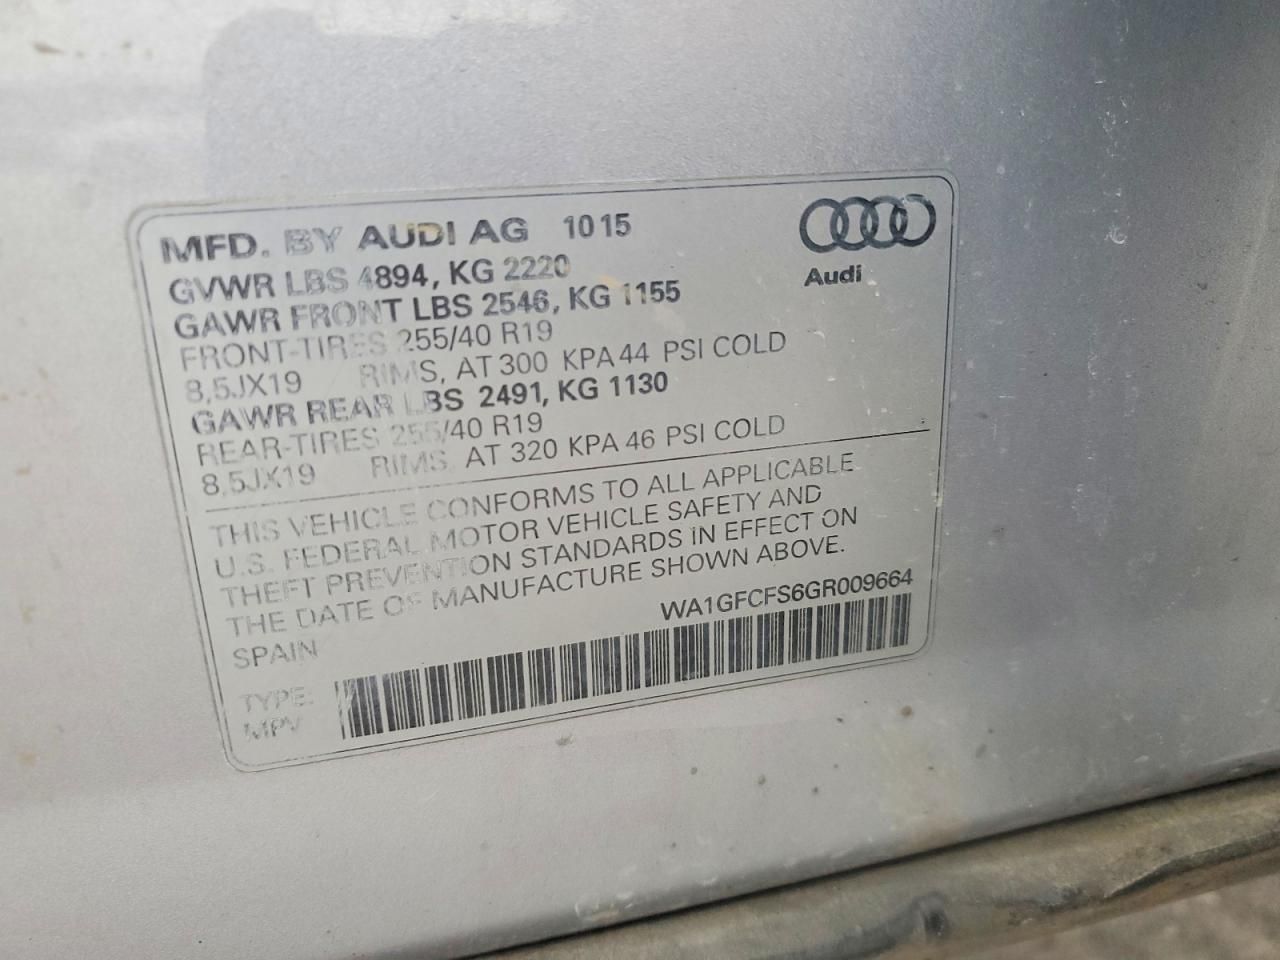 MFD. BY AUDI AG 10 15
Audi
GVWR LBS 4894, KG 2220
GAWR FRONT LBS 2546, KG 1155
FRONT-TIRES 255/40 R19
8,5JX19 RIMS, AT 300 KPA 44 PSI COLD
GAWR REAR LBS 2491, KG 1130
REAR-TIRES 255/40 R19
8,5JX19 RIMS, AT 320 KPA 46 PSI COLD
THIS VEHICLE CONFORMS TO ALL APPLICABLE
U.S. FEDERAL MOTOR VEHICLE SAFETY AND
THEFT PREVENTION STANDARDS IN EFFECT ON
THE DATE OF MANUFACTURE SHOWN ABOVE.
WA1GFCFS6GR009664
SPAIN
TYPE:
MPV